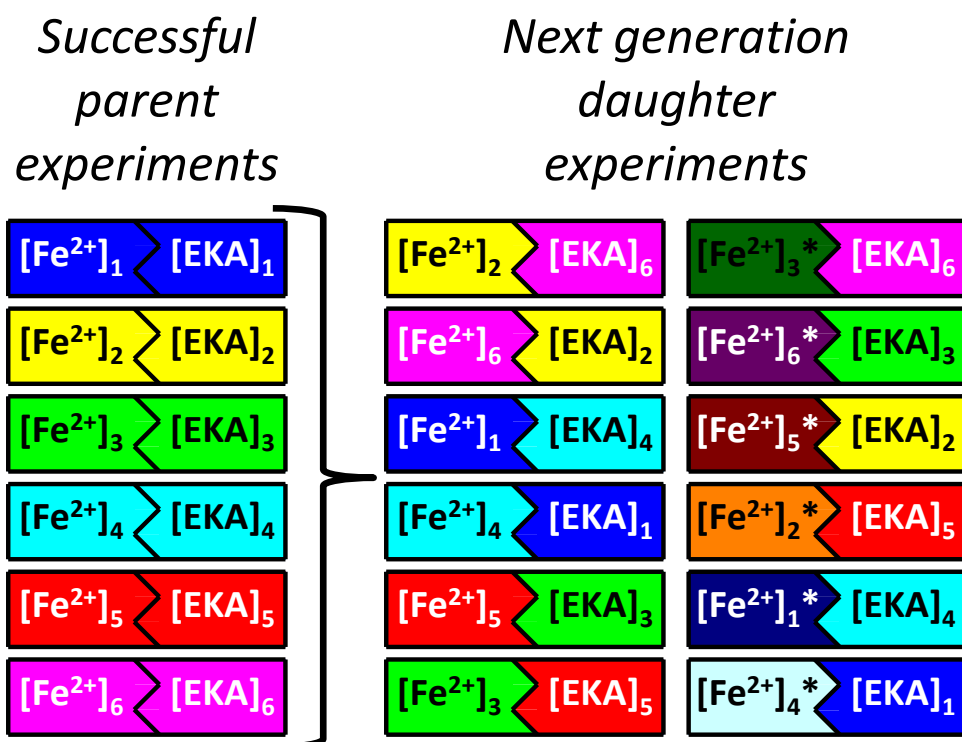 Successful
parent
experiments
Next generation
daughter
experiments
[Fe²⁺]₁ [EKA]₁
[Fe²⁺]₂ [EKA]₂
[Fe²⁺]₃ [EKA]₃
[Fe²⁺]₄ [EKA]₄
[Fe²⁺]₅ [EKA]₅
[Fe²⁺]₆ [EKA]₆
[Fe²⁺]₂ [EKA]₆
[Fe²⁺]₆ [EKA]₂
[Fe²⁺]₁ [EKA]₄
[Fe²⁺]₄ [EKA]₁
[Fe²⁺]₅ [EKA]₃
[Fe²⁺]₃ [EKA]₅
[Fe²⁺]₃* [EKA]₆
[Fe²⁺]₆* [EKA]₃
[Fe²⁺]₅* [EKA]₂
[Fe²⁺]₂* [EKA]₅
[Fe²⁺]₁* [EKA]₄
[Fe²⁺]₄* [EKA]₁